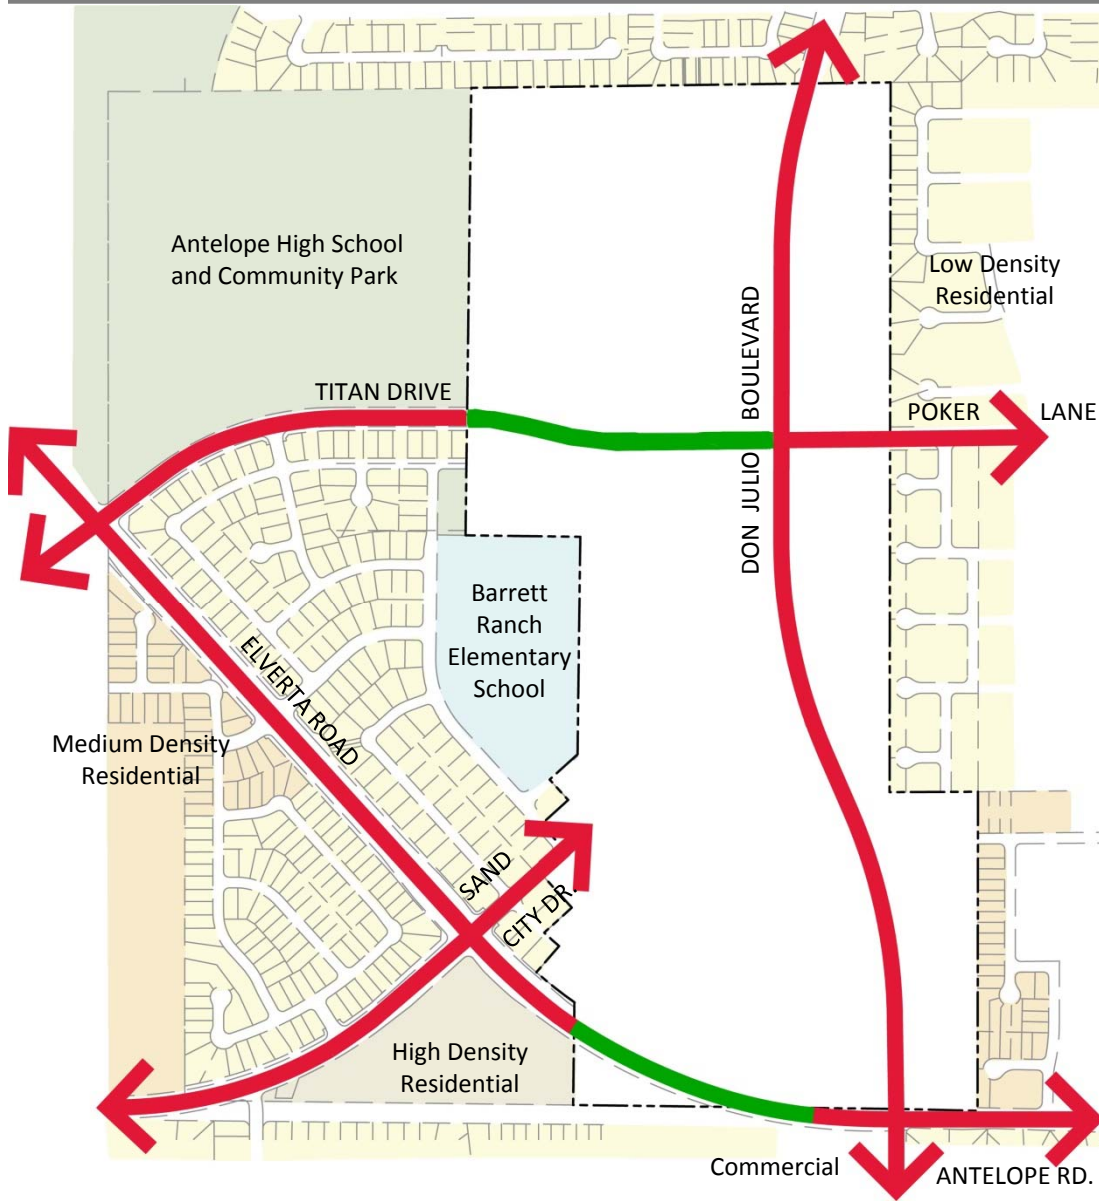 Antelope High School
and Community Park
Low Density
Residential
DON JULIO BOULEVARD
TITAN DRIVE
POKER LANE
Barrett
Ranch
Elementary
School
ELVERTA ROAD
Medium Density
Residential
SAND
CITY DR.
High Density
Residential
Commercial
ANTELOPE RD.